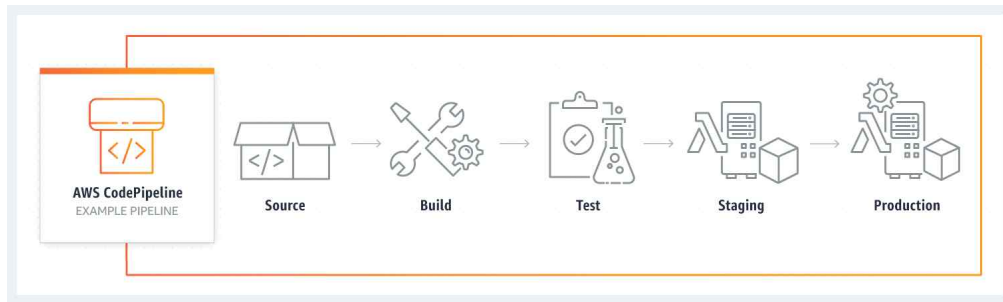 </>
AWS CodePipeline
EXAMPLE PIPELINE
</>
Source
Build
Test
Staging
Production